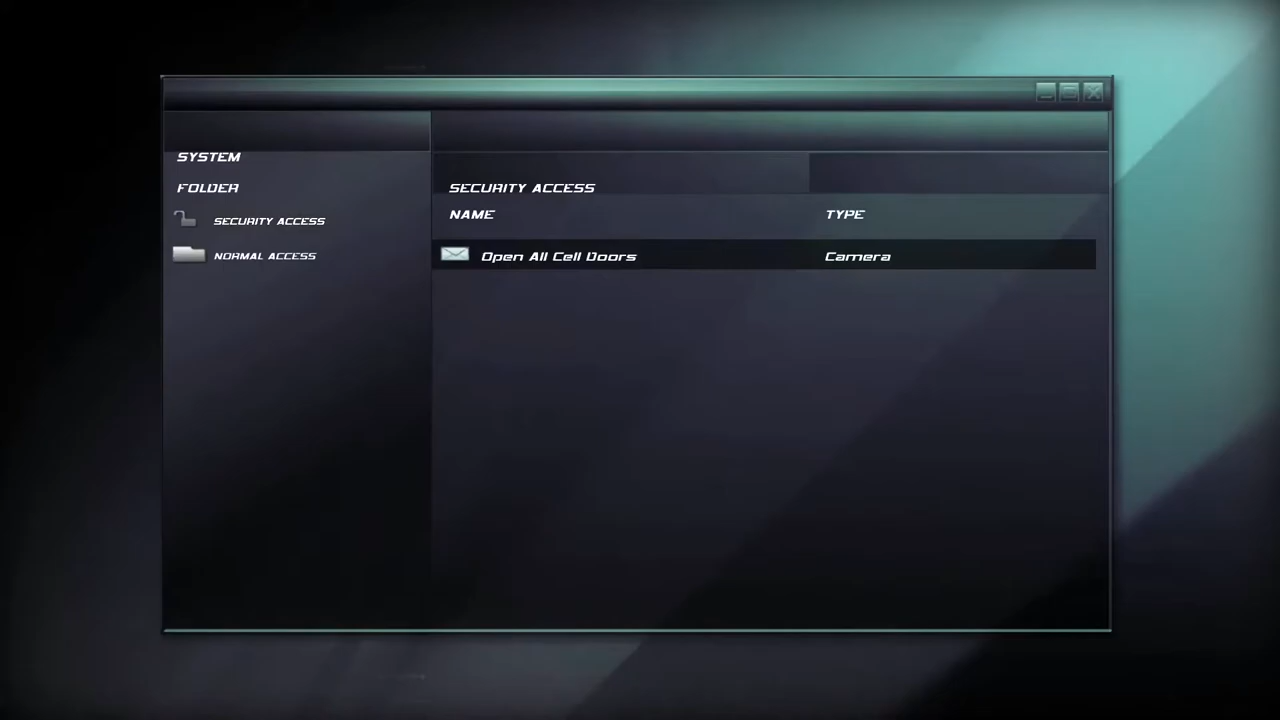 SYSTEM
FOLDER
SECURITY ACCESS
NORMAL ACCESS
SECURITY ACCESS
NAME TYPE
Open All Cell Doors Camera